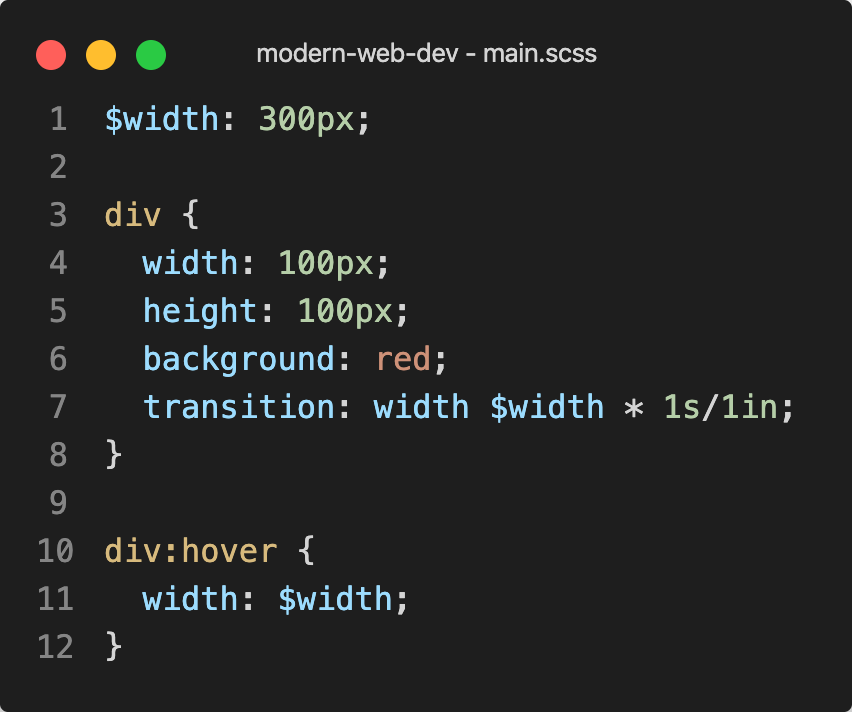 modern-web-dev - main.scss
1 $width: 300px;
2
3 div {
4   width: 100px;
5   height: 100px;
6   background: red;
7   transition: width $width * 1s/1in;
8 }
9
10 div:hover {
11   width: $width;
12 }